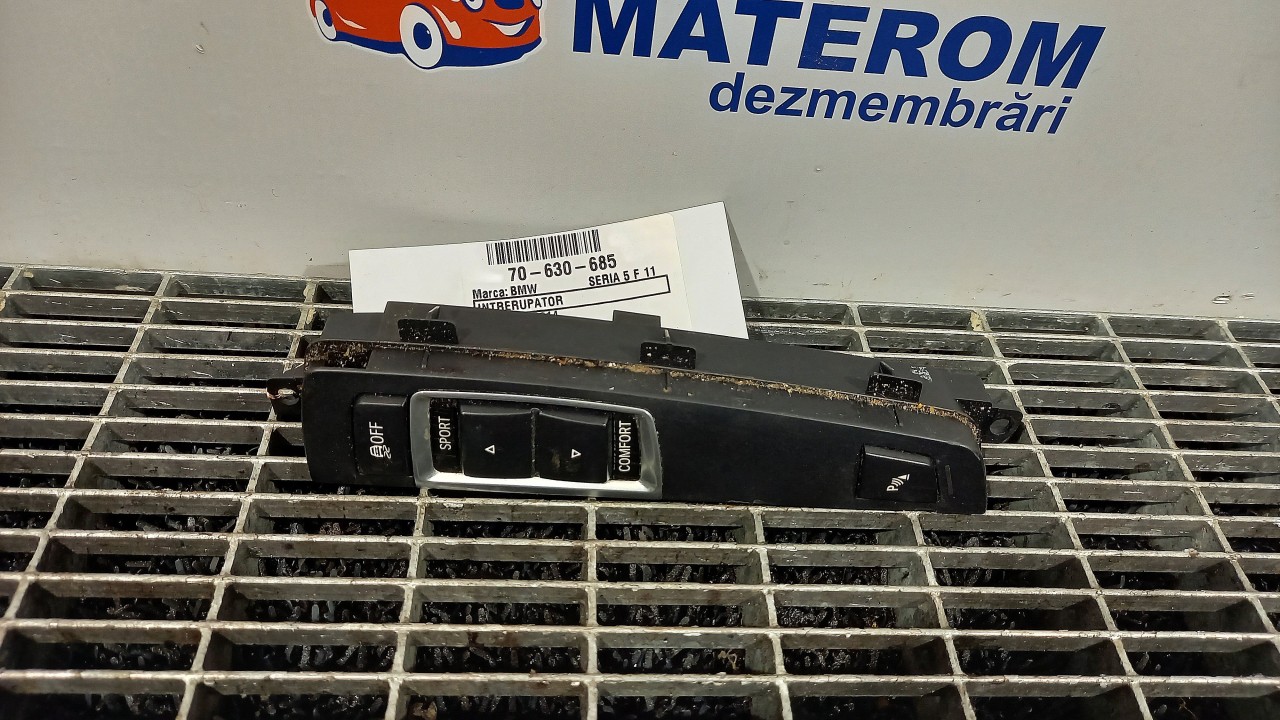 MATEROM
dezmembrări
70-630-685
Marca: BMW SERIA 5 F 11
INTRERUPATOR
OFF
SPORT
COMFORT
P